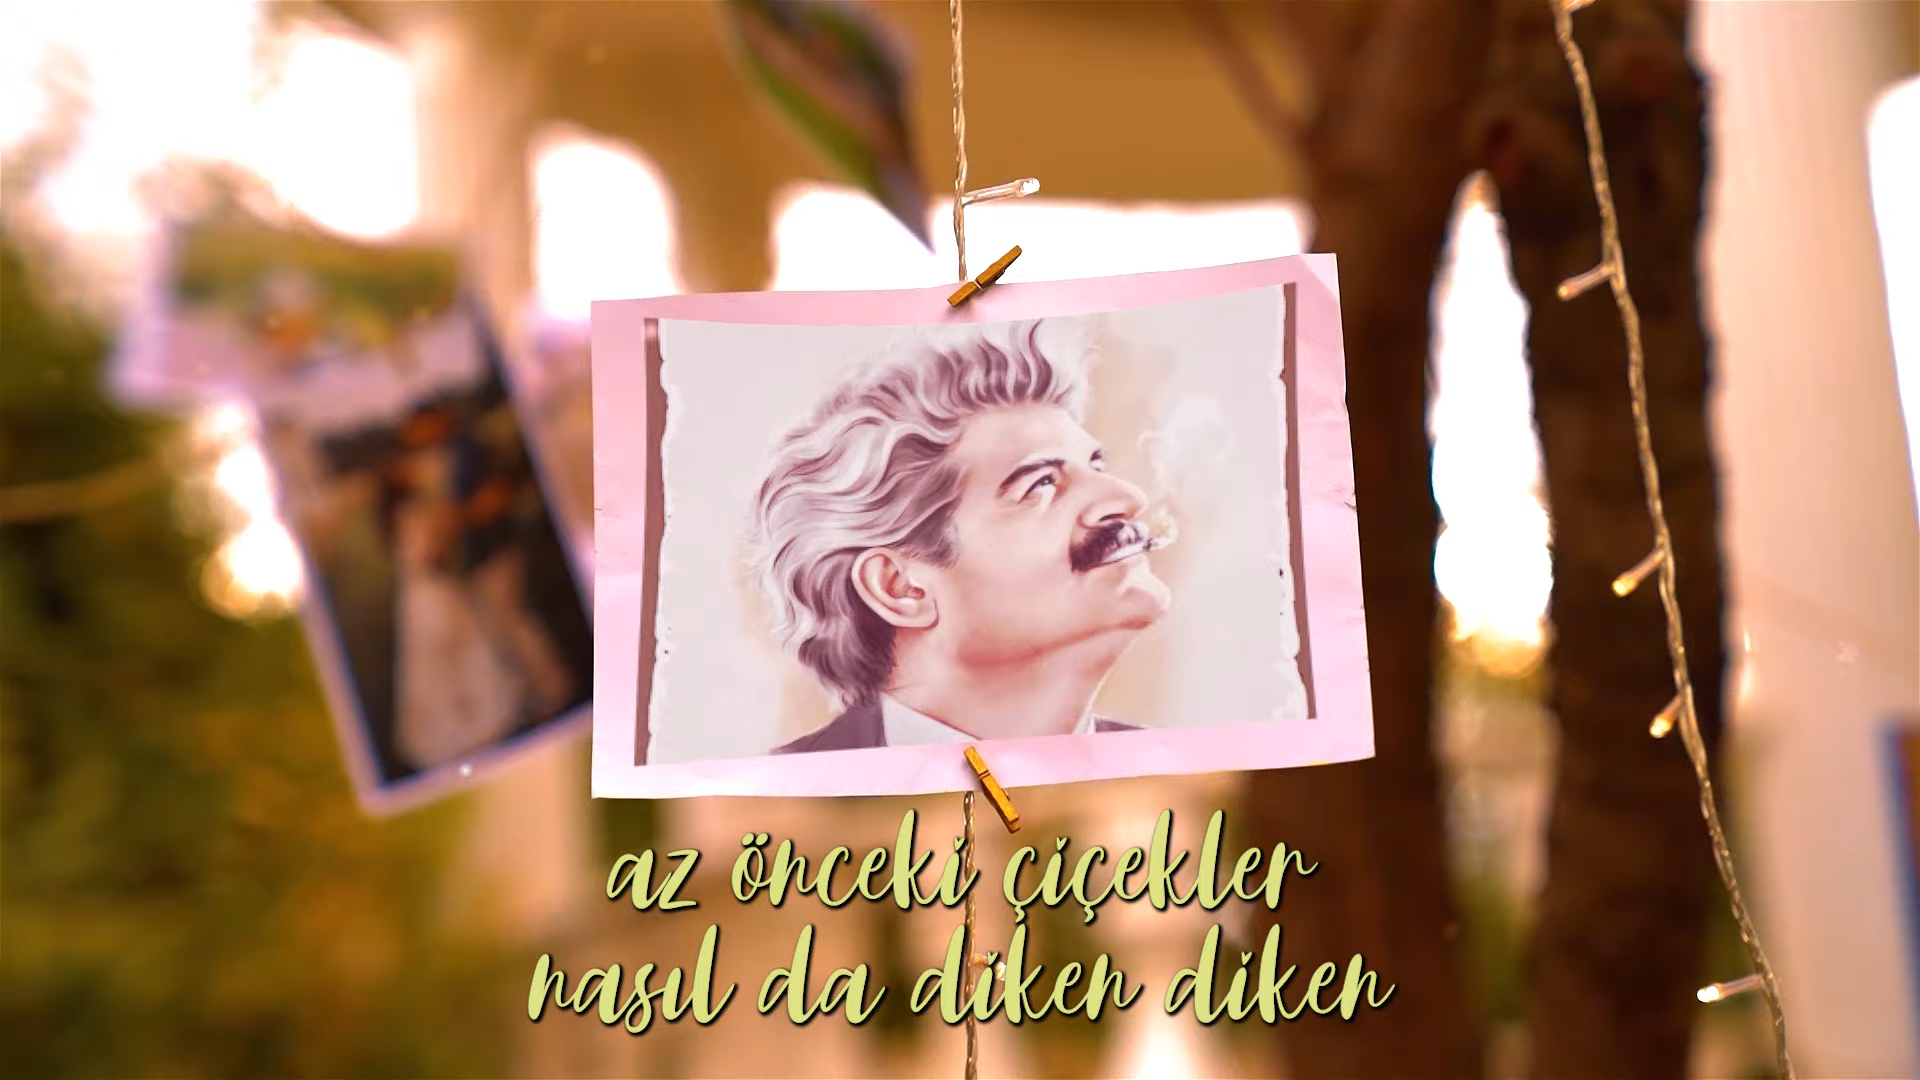 az önceki çiçekler
nasıl da diken diken